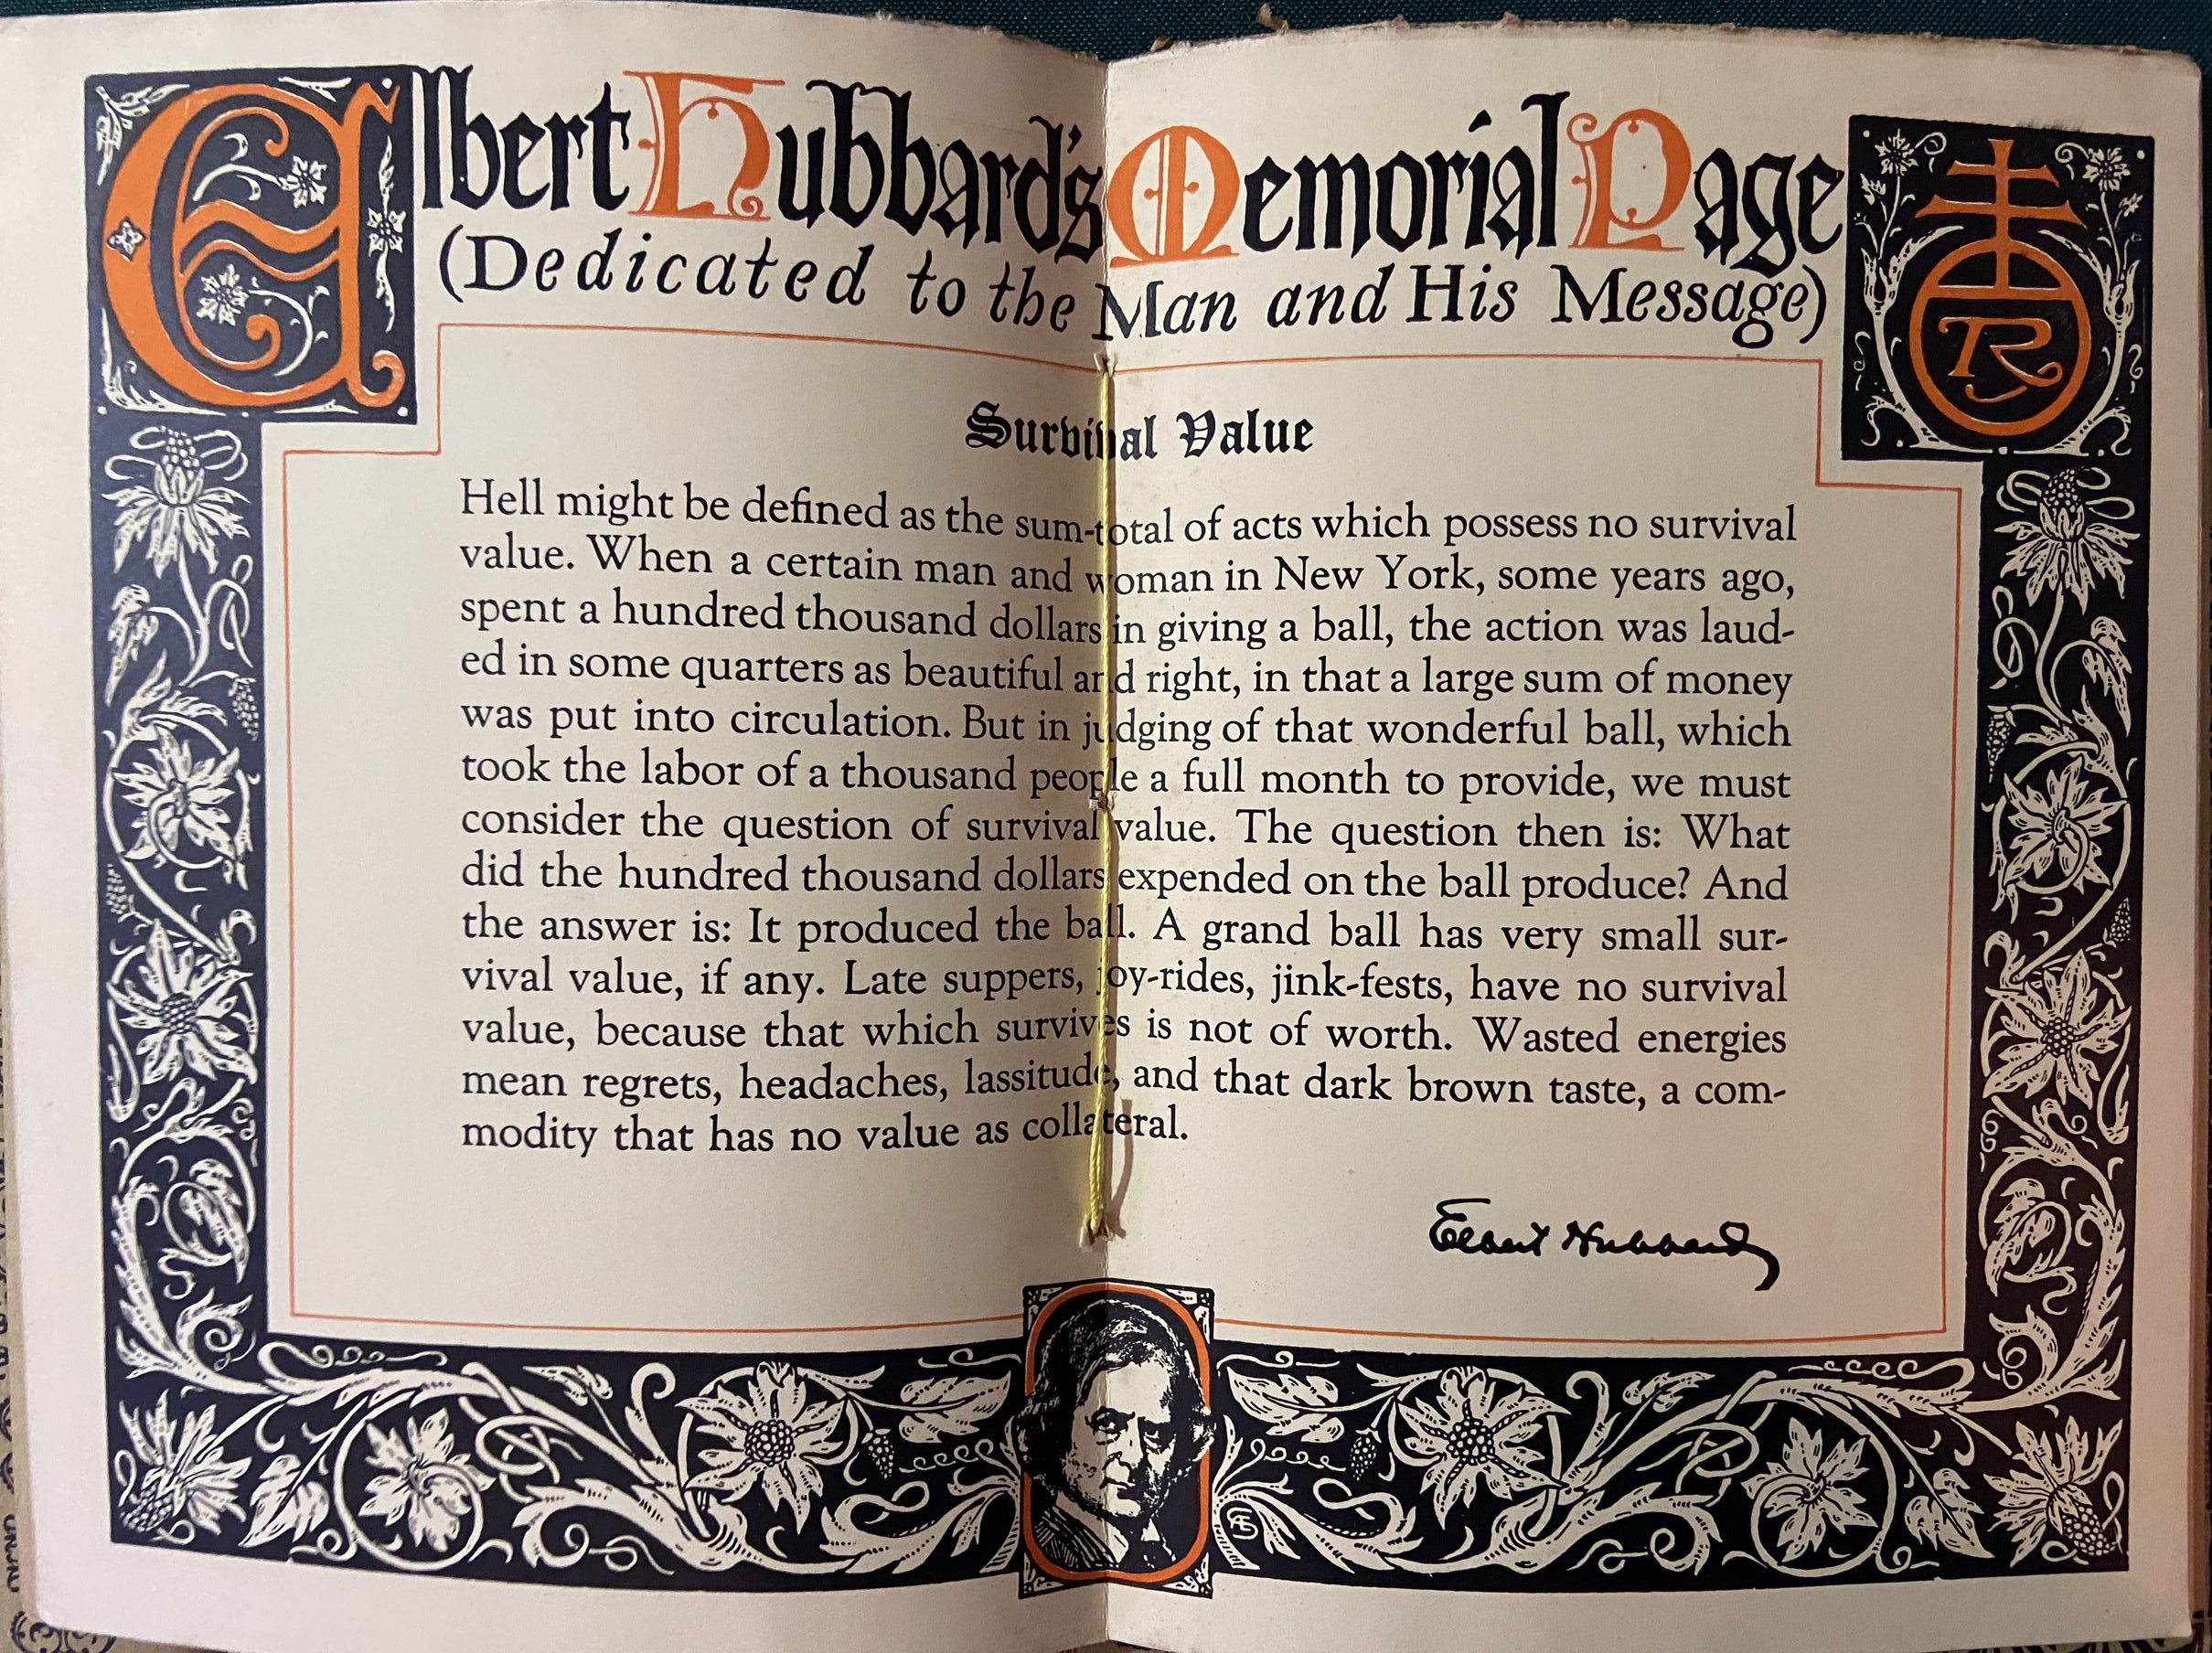 Elbert Hubbard's Memorial Page
(Dedicated to the Man and His Message)
R
Survival Value
Hell might be defined as the sum-total of acts which possess no survival
value. When a certain man and woman in New York, some years ago,
spent a hundred thousand dollars in giving a ball, the action was laud-
ed in some quarters as beautiful and right, in that a large sum of money
was put into circulation. But in judging of that wonderful ball, which
took the labor of a thousand people a full month to provide, we must
consider the question of survival value. The question then is: What
did the hundred thousand dollars expended on the ball produce? And
the answer is: It produced the ball. A grand ball has very small sur-
vival value, if any. Late suppers, joy-rides, jink-fests, have no survival
value, because that which survives is not of worth. Wasted energies
mean regrets, headaches, lassitude, and that dark brown taste, a com-
modity that has no value as collateral.
Elbert Hubbard